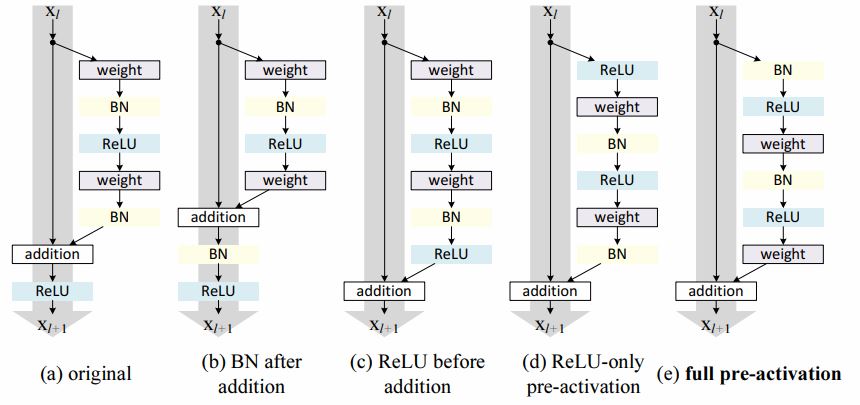 x_l
weight
BN
ReLU
weight
BN
addition
ReLU
x_{l+1}
(a) original
x_l
weight
BN
ReLU
weight
addition
BN
ReLU
x_{l+1}
(b) BN after
addition
x_l
weight
BN
ReLU
weight
BN
ReLU
addition
x_{l+1}
(c) ReLU before
addition
x_l
ReLU
weight
BN
ReLU
weight
BN
addition
x_{l+1}
(d) ReLU-only
pre-activation
x_l
BN
ReLU
weight
BN
ReLU
weight
addition
x_{l+1}
(e) full pre-activation